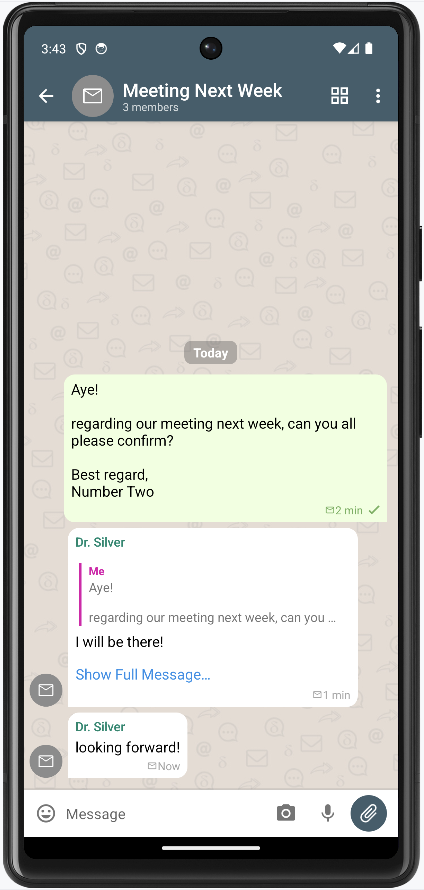 3:43
Meeting Next Week
3 members
Today
Aye!
regarding our meeting next week, can you all
please confirm?
Best regard,
Number Two
2 min
Dr. Silver
Me
Aye!
regarding our meeting next week, can you ...
I will be there!
Show Full Message...
1 min
Dr. Silver
looking forward!
Now
Message